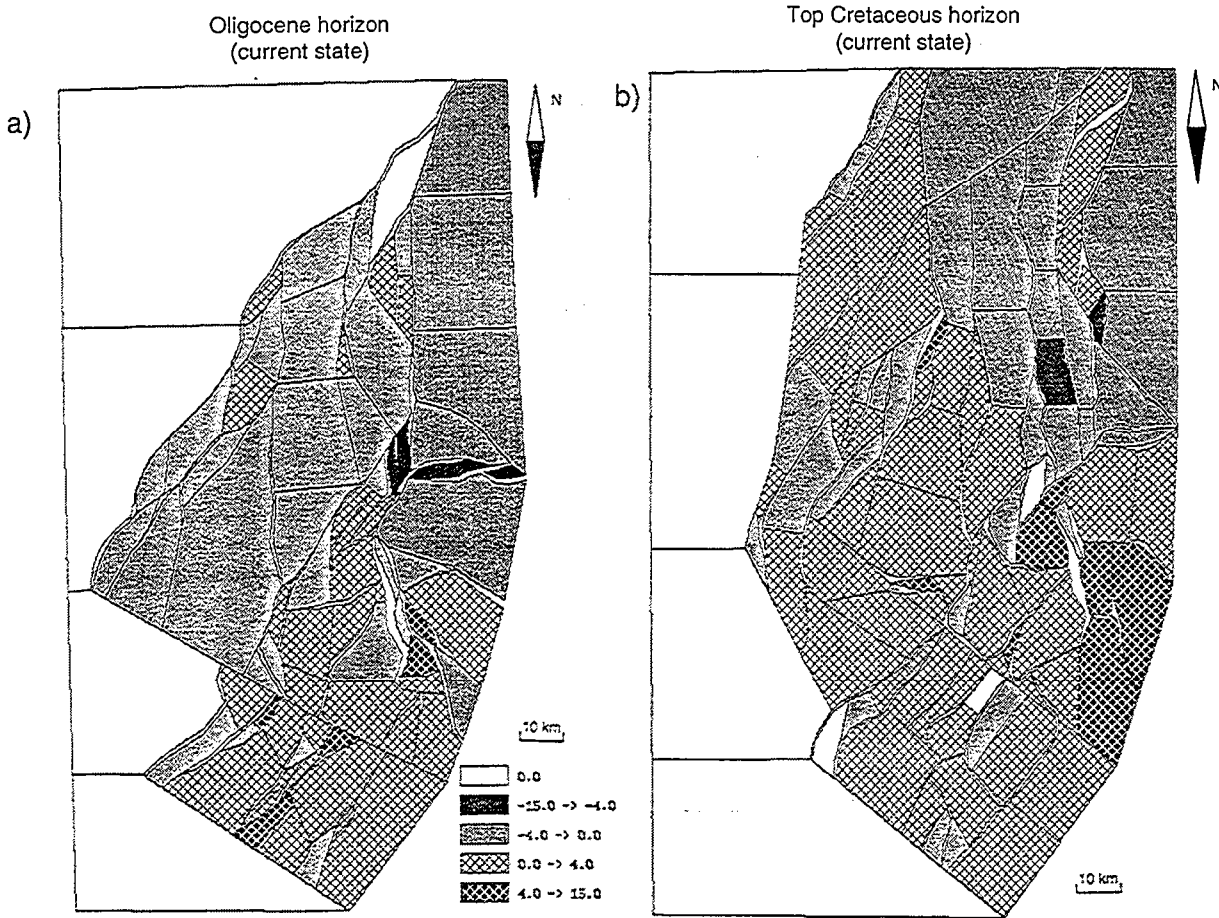 Oligocene horizon
(current state)
Top Cretaceous horizon
(current state)
a)
N
b)
N
10 km
0.0
-15.0 -> -4.0
-4.0 -> 0.0
0.0 -> 4.0
4.0 -> 15.0
10 km